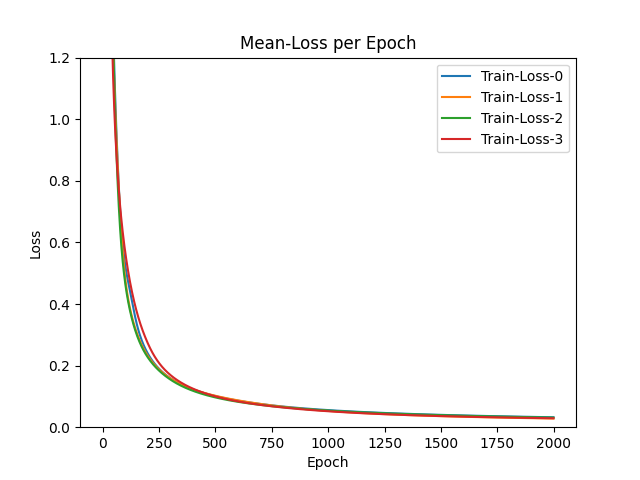 Mean-Loss per Epoch
Loss
1.2
1.0
0.8
0.6
0.4
0.2
0.0
Train-Loss-0
Train-Loss-1
Train-Loss-2
Train-Loss-3
0 250 500 750 1000 1250 1500 1750 2000
Epoch